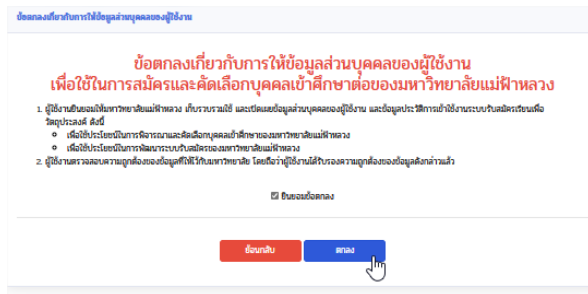 ข้อตกลงเกี่ยวกับการให้ข้อมูลส่วนบุคคลของผู้ใช้งาน
ข้อตกลงเกี่ยวกับการให้ข้อมูลส่วนบุคคลของผู้ใช้งาน
เพื่อใช้ในการสมัครและคัดเลือกบุคคลเข้าศึกษาต่อของมหาวิทยาลัยแม่ฟ้าหลวง
1. ผู้ใช้งานยินยอมให้มหาวิทยาลัยแม่ฟ้าหลวง เก็บรวบรวมใช้ และเปิดเผยข้อมูลส่วนบุคคลของผู้ใช้งาน และข้อมูลประวัติการเข้าใช้งานระบบรับสมัครเรียนเพื่อ
วัตถุประสงค์ ดังนี้
เพื่อใช้ประโยชน์ในการพิจารณาและคัดเลือกบุคคลเข้าศึกษาของมหาวิทยาลัยแม่ฟ้าหลวง
เพื่อใช้ประโยชน์ในการพัฒนาระบบรับสมัครของมหาวิทยาลัยแม่ฟ้าหลวง
2. ผู้ใช้งานตรวจสอบความถูกต้องของข้อมูลที่ให้ไว้กับมหาวิทยาลัย โดยถือว่าผู้ใช้งานได้รับรองความถูกต้องของข้อมูลดังกล่าวแล้ว
ยินยอมข้อตกลง
ย้อนกลับ
ตกลง